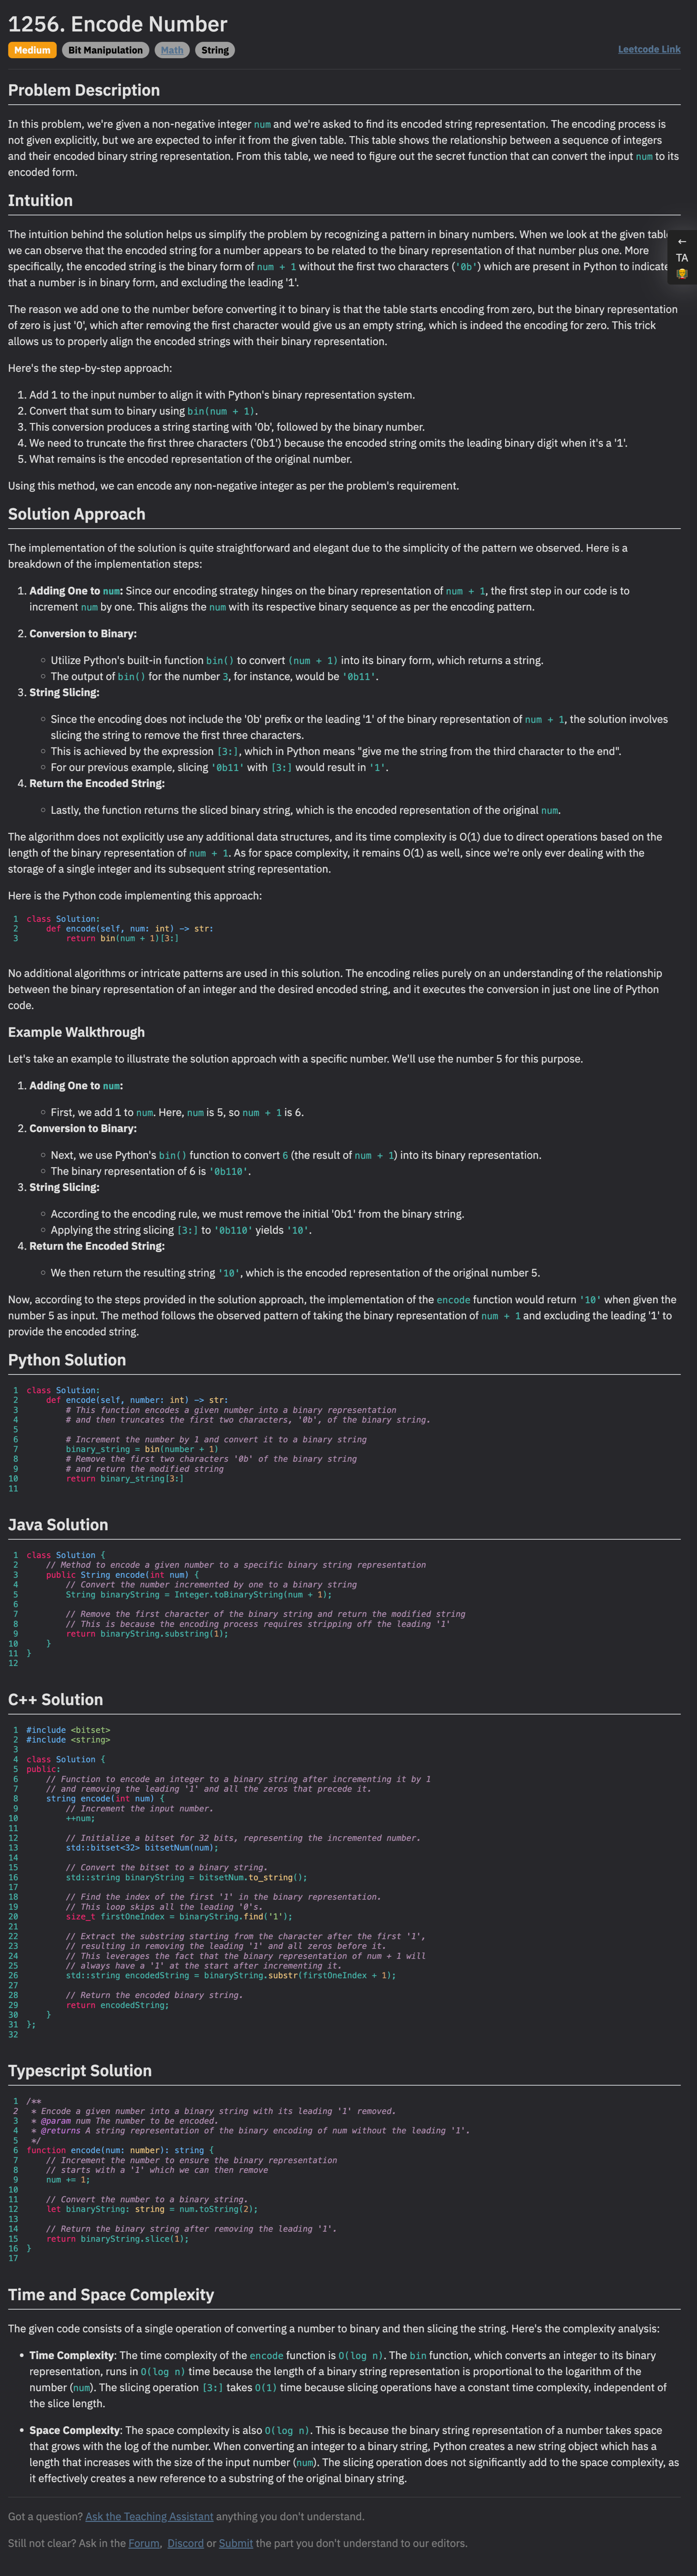 1256. Encode Number
Medium Bit Manipulation Math String Leetcode Link
Problem Description
In this problem, we're given a non-negative integer num and we're asked to find its encoded string representation. The encoding process is
not given explicitly, but we are expected to infer it from the given table. This table shows the relationship between a sequence of integers
and their encoded binary string representation. From this table, we need to figure out the secret function that can convert the input num to its
encoded form.
Intuition
The intuition behind the solution helps us simplify the problem by recognizing a pattern in binary numbers. When we look at the given table
we can observe that the encoded string for a number appears to be related to the binary representation of that number plus one. More
specifically, the encoded string is the binary form of num + 1 without the first two characters ('0b') which are present in Python to indicate
that a number is in binary form, and excluding the leading '1'.
←
TA
The reason we add one to the number before converting it to binary is that the table starts encoding from zero, but the binary representation
of zero is just '0', which after removing the first character would give us an empty string, which is indeed the encoding for zero. This trick
allows us to properly align the encoded strings with their binary representation.
Here's the step-by-step approach:
1. Add 1 to the input number to align it with Python's binary representation system.
2. Convert that sum to binary using bin(num + 1).
3. This conversion produces a string starting with '0b', followed by the binary number.
4. We need to truncate the first three characters ('0b1') because the encoded string omits the leading binary digit when it's a '1'.
5. What remains is the encoded representation of the original number.
Using this method, we can encode any non-negative integer as per the problem's requirement.
Solution Approach
The implementation of the solution is quite straightforward and elegant due to the simplicity of the pattern we observed. Here is a
breakdown of the implementation steps:
1. Adding One to num: Since our encoding strategy hinges on the binary representation of num + 1, the first step in our code is to
increment num by one. This aligns the num with its respective binary sequence as per the encoding pattern.
2. Conversion to Binary:
○ Utilize Python's built-in function bin() to convert (num + 1) into its binary form, which returns a string.
○ The output of bin() for the number 3, for instance, would be '0b11'.
3. String Slicing:
○ Since the encoding does not include the '0b' prefix or the leading '1' of the binary representation of num + 1, the solution involves
slicing the string to remove the first three characters.
○ This is achieved by the expression [3:], which in Python means "give me the string from the third character to the end".
○ For our previous example, slicing '0b11' with [3:] would result in '1'.
4. Return the Encoded String:
○ Lastly, the function returns the sliced binary string, which is the encoded representation of the original num.
The algorithm does not explicitly use any additional data structures, and its time complexity is O(1) due to direct operations based on the
length of the binary representation of num + 1. As for space complexity, it remains O(1) as well, since we're only ever dealing with the
storage of a single integer and its subsequent string representation.
Here is the Python code implementing this approach:
1 class Solution:
2     def encode(self, num: int) -> str:
3         return bin(num + 1)[3:]
No additional algorithms or intricate patterns are used in this solution. The encoding relies purely on an understanding of the relationship
between the binary representation of an integer and the desired encoded string, and it executes the conversion in just one line of Python
code.
Example Walkthrough
Let's take an example to illustrate the solution approach with a specific number. We'll use the number 5 for this purpose.
1. Adding One to num:
○ First, we add 1 to num. Here, num is 5, so num + 1 is 6.
2. Conversion to Binary:
○ Next, we use Python's bin() function to convert 6 (the result of num + 1) into its binary representation.
○ The binary representation of 6 is '0b110'.
3. String Slicing:
○ According to the encoding rule, we must remove the initial '0b1' from the binary string.
○ Applying the string slicing [3:] to '0b110' yields '10'.
4. Return the Encoded String:
○ We then return the resulting string '10', which is the encoded representation of the original number 5.
Now, according to the steps provided in the solution approach, the implementation of the encode function would return '10' when given the
number 5 as input. The method follows the observed pattern of taking the binary representation of num + 1 and excluding the leading '1' to
provide the encoded string.
Python Solution
1 class Solution:
2     def encode(self, number: int) -> str:
3         # This function encodes a given number into a binary representation
4         # and then truncates the first two characters, '0b', of the binary string.
5
6         # Increment the number by 1 and convert it to a binary string
7         binary_string = bin(number + 1)
8         # Remove the first two characters '0b' of the binary string
9         # and return the modified string
10         return binary_string[3:]
11
Java Solution
1 class Solution {
2     // Method to encode a given number to a specific binary string representation
3     public String encode(int num) {
4         // Convert the number incremented by one to a binary string
5         String binaryString = Integer.toBinaryString(num + 1);
6
7         // Remove the first character of the binary string and return the modified string
8         // This is because the encoding process requires stripping off the leading '1'
9         return binaryString.substring(1);
10     }
11 }
12
C++ Solution
1 #include <bitset>
2 #include <string>
3
4 class Solution {
5 public:
6     // Function to encode an integer to a binary string after incrementing it by 1
7     // and removing the leading '1' and all the zeros that precede it.
8     string encode(int num) {
9         // Increment the input number.
10         ++num;
11
12         // Initialize a bitset for 32 bits, representing the incremented number.
13         std::bitset<32> bitsetNum(num);
14
15         // Convert the bitset to a binary string.
16         std::string binaryString = bitsetNum.to_string();
17
18         // Find the index of the first '1' in the binary representation.
19         // This loop skips all the leading '0's.
20         size_t firstOneIndex = binaryString.find('1');
21
22         // Extract the substring starting from the character after the first '1',
23         // resulting in removing the leading '1' and all zeros before it.
24         // This leverages the fact that the binary representation of num + 1 will
25         // always have a '1' at the start after incrementing it.
26         std::string encodedString = binaryString.substr(firstOneIndex + 1);
27
28         // Return the encoded binary string.
29         return encodedString;
30     }
31 };
32
Typescript Solution
1 /**
2  * Encode a given number into a binary string with its leading '1' removed.
3  * @param num The number to be encoded.
4  * @returns A string representation of the binary encoding of num without the leading '1'.
5  */
6 function encode(num: number): string {
7     // Increment the number to ensure the binary representation
8     // starts with a '1' which we can then remove
9     num += 1;
10
11     // Convert the number to a binary string.
12     let binaryString: string = num.toString(2);
13
14     // Return the binary string after removing the leading '1'.
15     return binaryString.slice(1);
16 }
17
Time and Space Complexity
The given code consists of a single operation of converting a number to binary and then slicing the string. Here's the complexity analysis:
• Time Complexity: The time complexity of the encode function is O(log n). The bin function, which converts an integer to its binary
representation, runs in O(log n) time because the length of a binary string representation is proportional to the logarithm of the
number (num). The slicing operation [3:] takes O(1) time because slicing operations have a constant time complexity, independent of
the slice length.
• Space Complexity: The space complexity is also O(log n). This is because the binary string representation of a number takes space
that grows with the log of the number. When converting an integer to a binary string, Python creates a new string object which has a
length that increases with the size of the input number (num). The slicing operation does not significantly add to the space complexity, as
it effectively creates a new reference to a substring of the original binary string.
Got a question? Ask the Teaching Assistant anything you don't understand.
Still not clear? Ask in the Forum, Discord or Submit the part you don't understand to our editors.